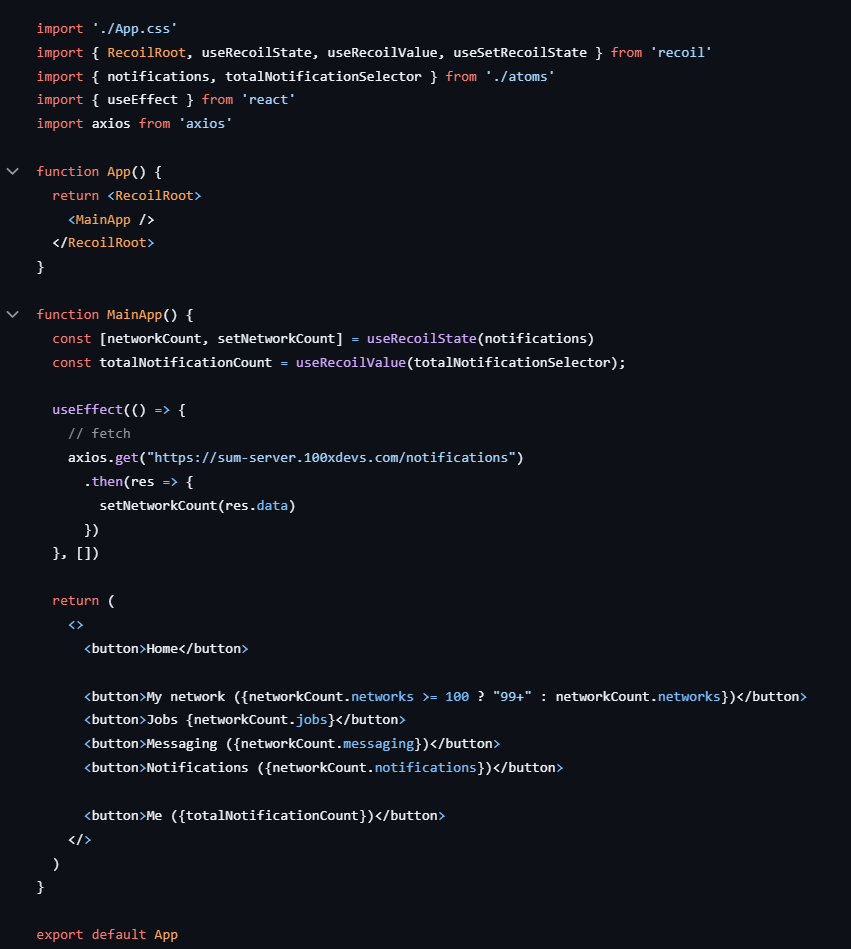 import './App.css'
import { RecoilRoot, useRecoilState, useRecoilValue, useSetRecoilState } from 'recoil'
import { notifications, totalNotificationSelector } from './atoms'
import { useEffect } from 'react'
import axios from 'axios'

function App() {
  return <RecoilRoot>
    <MainApp />
  </RecoilRoot>
}

function MainApp() {
  const [networkCount, setNetworkCount] = useRecoilState(notifications)
  const totalNotificationCount = useRecoilValue(totalNotificationSelector);

  useEffect(() => {
    // fetch
    axios.get("https://sum-server.100xdevs.com/notifications")
      .then(res => {
        setNetworkCount(res.data)
      })
  }, [])

  return (
    <>
      <button>Home</button>

      <button>My network ({networkCount.networks >= 100 ? "99+" : networkCount.networks})</button>
      <button>Jobs {networkCount.jobs}</button>
      <button>Messaging ({networkCount.messaging})</button>
      <button>Notifications ({networkCount.notifications})</button>

      <button>Me ({totalNotificationCount})</button>
    </>
  )
}

export default App